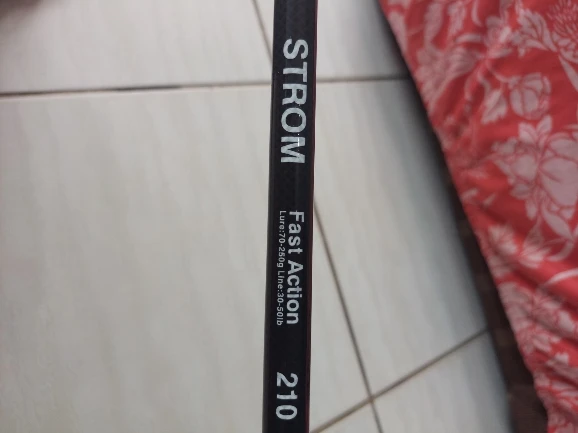 STROM
Fast Action
Lure:70-250g Line:30-50lb
210